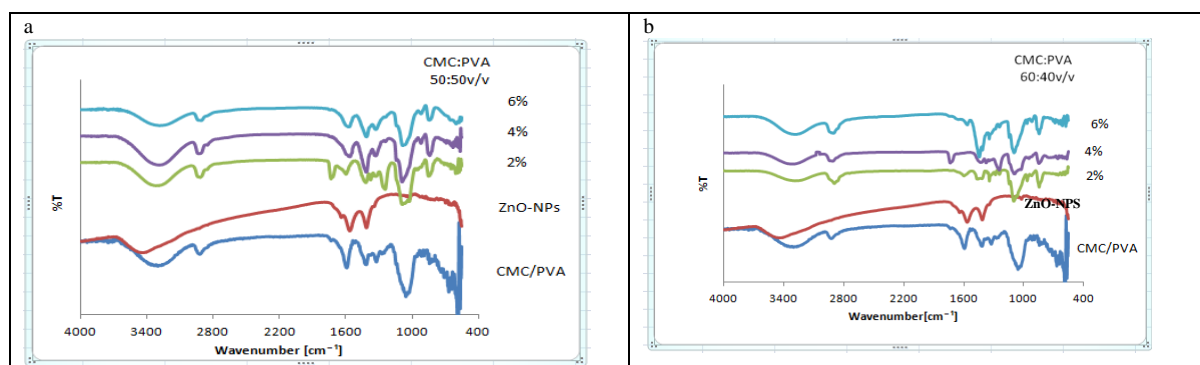 a
CMC:PVA
50:50v/v
6%
4%
2%
%T
ZnO-NPs
CMC/PVA
4000 3400 2800 2200 1600 1000 400
Wavenumber [cm⁻¹]
b
CMC:PVA
60:40v/v
6%
4%
2%
%T
ZnO-NPS
CMC/PVA
4000 3400 2800 2200 1600 1000 400
Wavenumber[cm⁻¹]